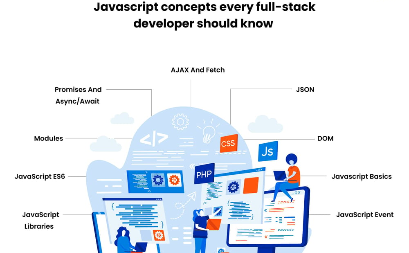 Javascript concepts every full-stack
developer should know
AJAX And Fetch
Promises And
Async/Await
JSON
Modules
DOM
JavaScript ES6
Javascript Basics
JavaScript
Libraries
JavaScript Event
CSS
Js
PHP